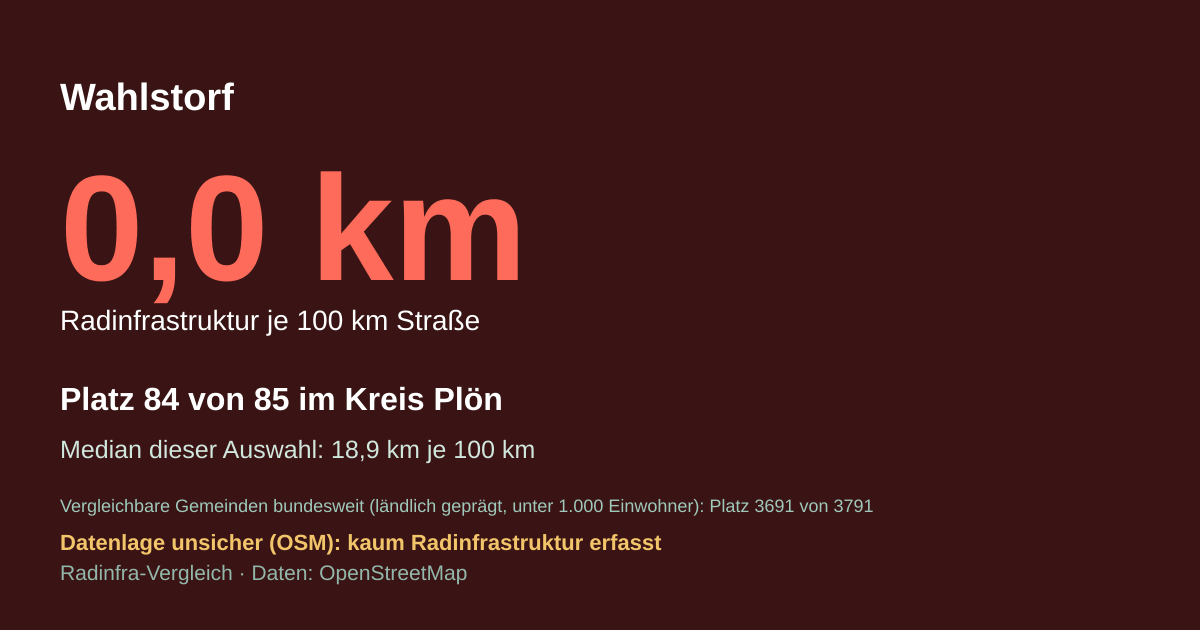 Wahlstorf
0,0 km
Radinfrastruktur je 100 km Straße
Platz 84 von 85 im Kreis Plön
Median dieser Auswahl: 18,9 km je 100 km
Vergleichbare Gemeinden bundesweit (ländlich geprägt, unter 1.000 Einwohner): Platz 3691 von 3791
Datenlage unsicher (OSM): kaum Radinfrastruktur erfasst
Radinfra-Vergleich · Daten: OpenStreetMap